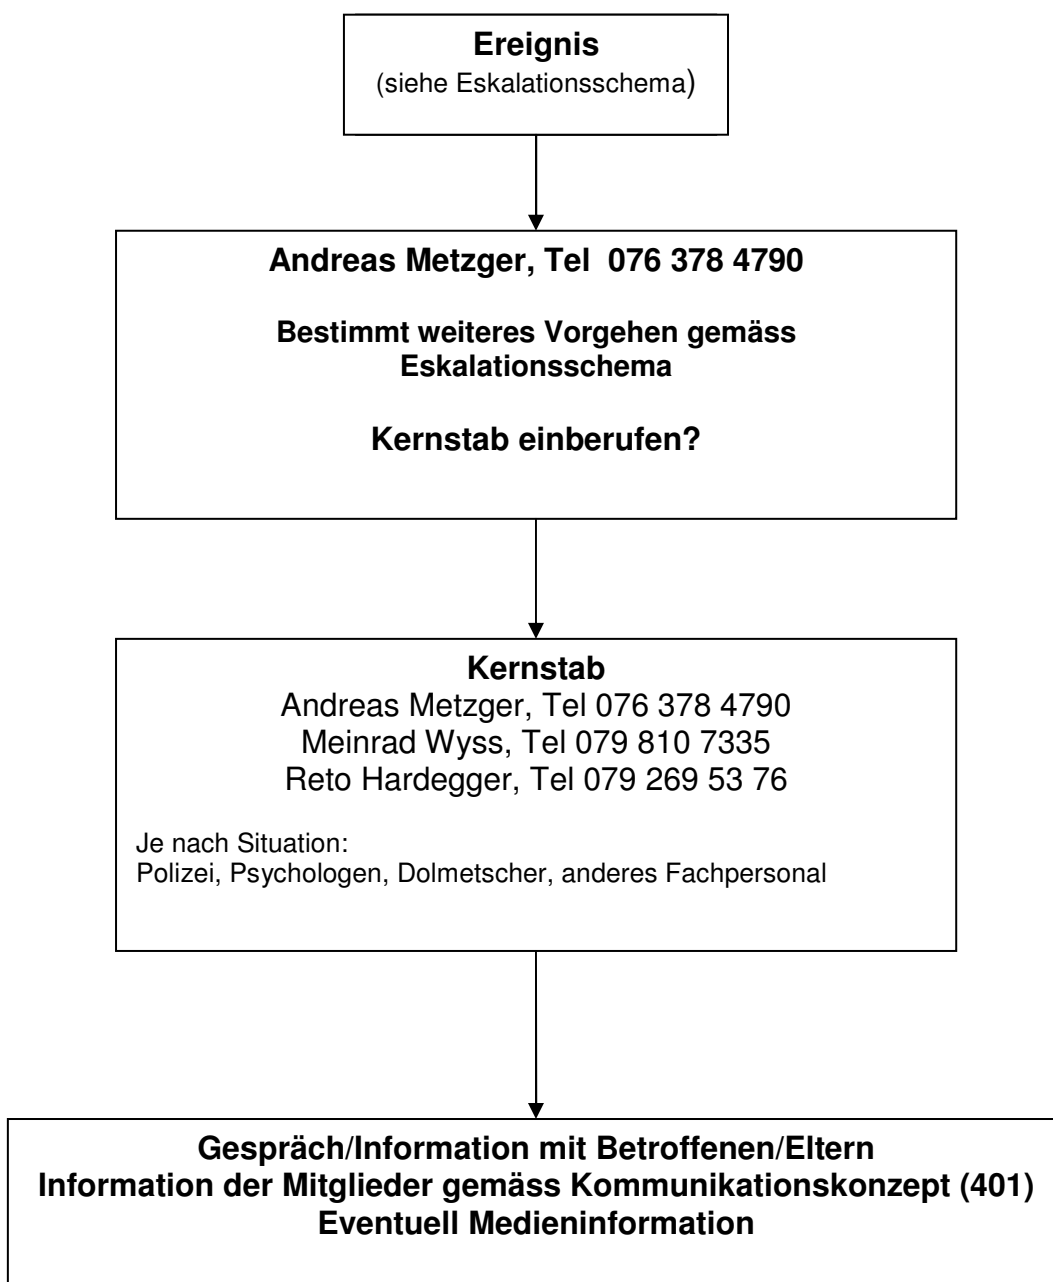 Ereignis
(siehe Eskalationsschema)
Andreas Metzger, Tel  076 378 4790
Bestimmt weiteres Vorgehen gemäss
Eskalationsschema
Kernstab einberufen?
Kernstab
Andreas Metzger, Tel 076 378 4790
Meinrad Wyss, Tel 079 810 7335
Reto Hardegger, Tel 079 269 53 76
Je nach Situation:
Polizei, Psychologen, Dolmetscher, anderes Fachpersonal
Gespräch/Information mit Betroffenen/Eltern
Information der Mitglieder gemäss Kommunikationskonzept (401)
Eventuell Medieninformation